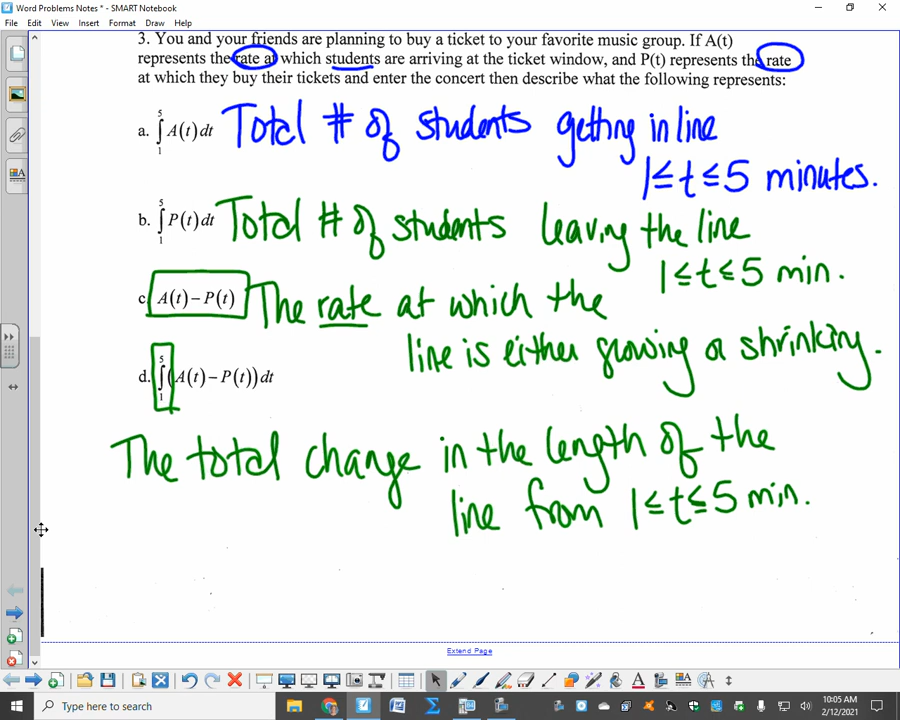 Word Problems Notes * - SMART Notebook
File Edit View Insert Format Draw Help
3. You and your friends are planning to buy a ticket to your favorite music group. If A(t)
represents the rate at which students are arriving at the ticket window, and P(t) represents the rate
at which they buy their tickets and enter the concert then describe what the following represents:
a. ∫₁⁵ A(t) dt Total # of students getting in line
1 ≤ t ≤ 5 minutes.
b. ∫₁⁵ P(t) dt Total # of students leaving the line
1 ≤ t ≤ 5 min.
c. A(t) – P(t) The rate at which the
line is either growing or shrinking.
d. ∫₁⁵ (A(t) – P(t)) dt
The total change in the length of the
line from 1 ≤ t ≤ 5 min.
Extend Page
Type here to search
10:05 AM
2/12/2021